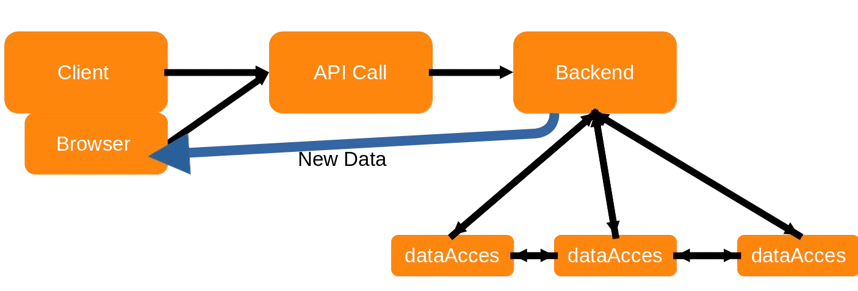 Client
API Call
Backend
Browser
New Data
dataAcces
dataAcces
dataAcces